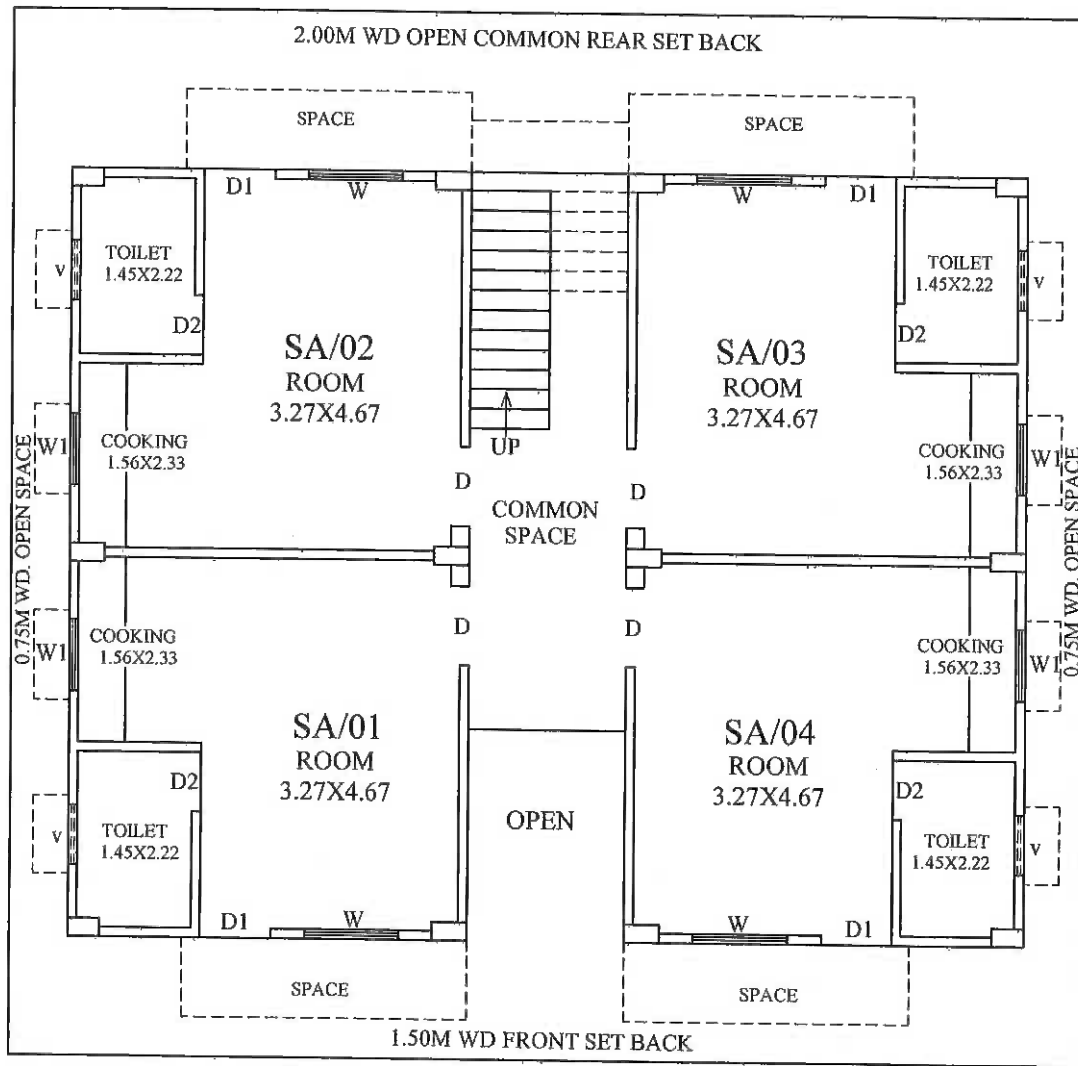 2.00M WD OPEN COMMON REAR SET BACK
SPACE
SPACE
D1
W
W
D1
TOILET
1.45X2.22
v
D2
TOILET
1.45X2.22
v
D2
SA/02
ROOM
3.27X4.67
SA/03
ROOM
3.27X4.67
UP
W1
COOKING
1.56X2.33
COOKING
1.56X2.33
W1
D
D
COMMON
SPACE
0.75M WD. OPEN SPACE
0.75M WD. OPEN SPACE
W1
COOKING
1.56X2.33
D
D
COOKING
1.56X2.33
W1
SA/01
ROOM
3.27X4.67
SA/04
ROOM
3.27X4.67
D2
D2
OPEN
v
TOILET
1.45X2.22
TOILET
1.45X2.22
v
D1
W
W
D1
SPACE
SPACE
1.50M WD FRONT SET BACK